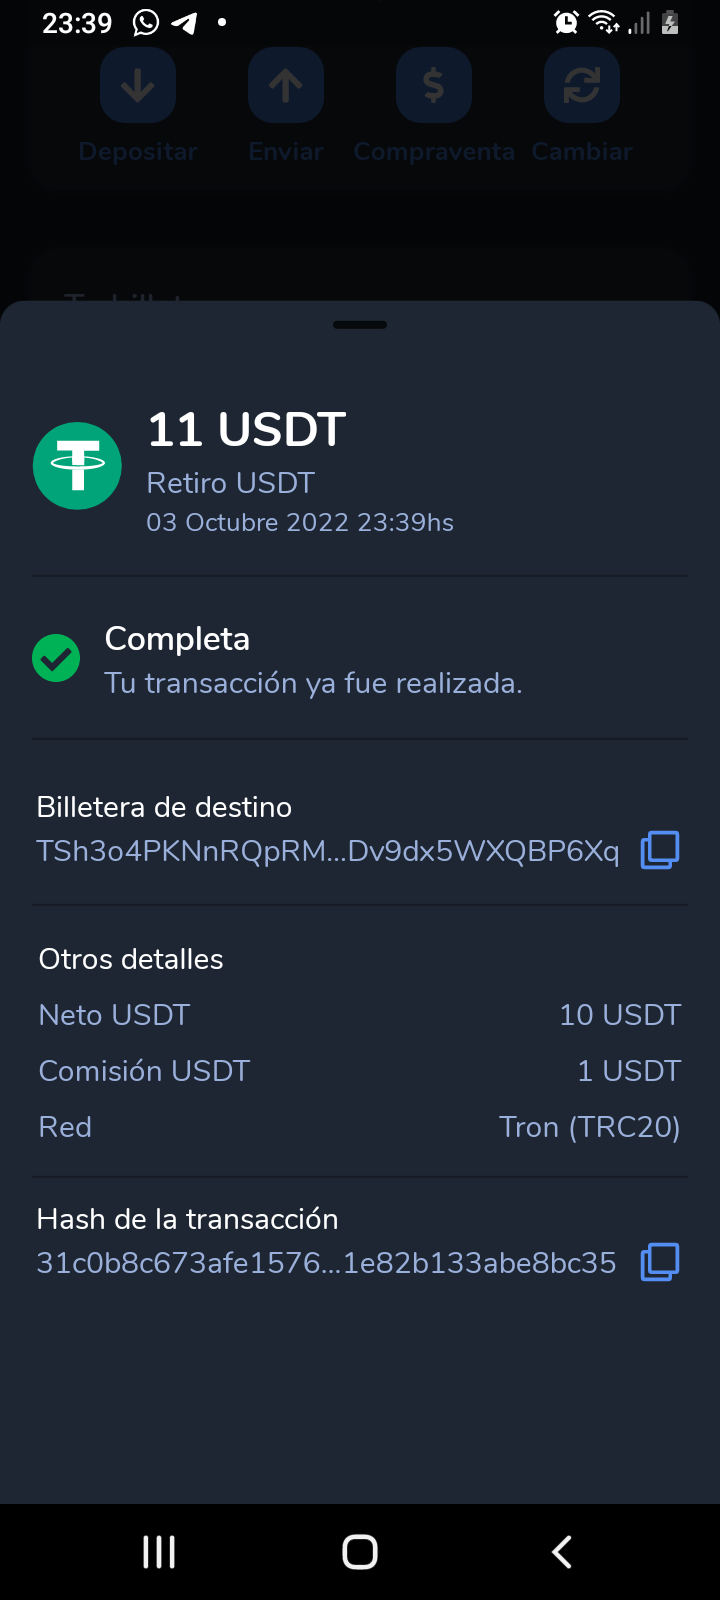 23:39
Depositar Enviar Compraventa Cambiar
11 USDT
Retiro USDT
03 Octubre 2022 23:39hs
Completa
Tu transacción ya fue realizada.
Billetera de destino
TSh3o4PKNnRQpRM...Dv9dx5WXQBP6Xq
Otros detalles
Neto USDT 10 USDT
Comisión USDT 1 USDT
Red Tron (TRC20)
Hash de la transacción
31c0b8c673afe1576...1e82b133abe8bc35